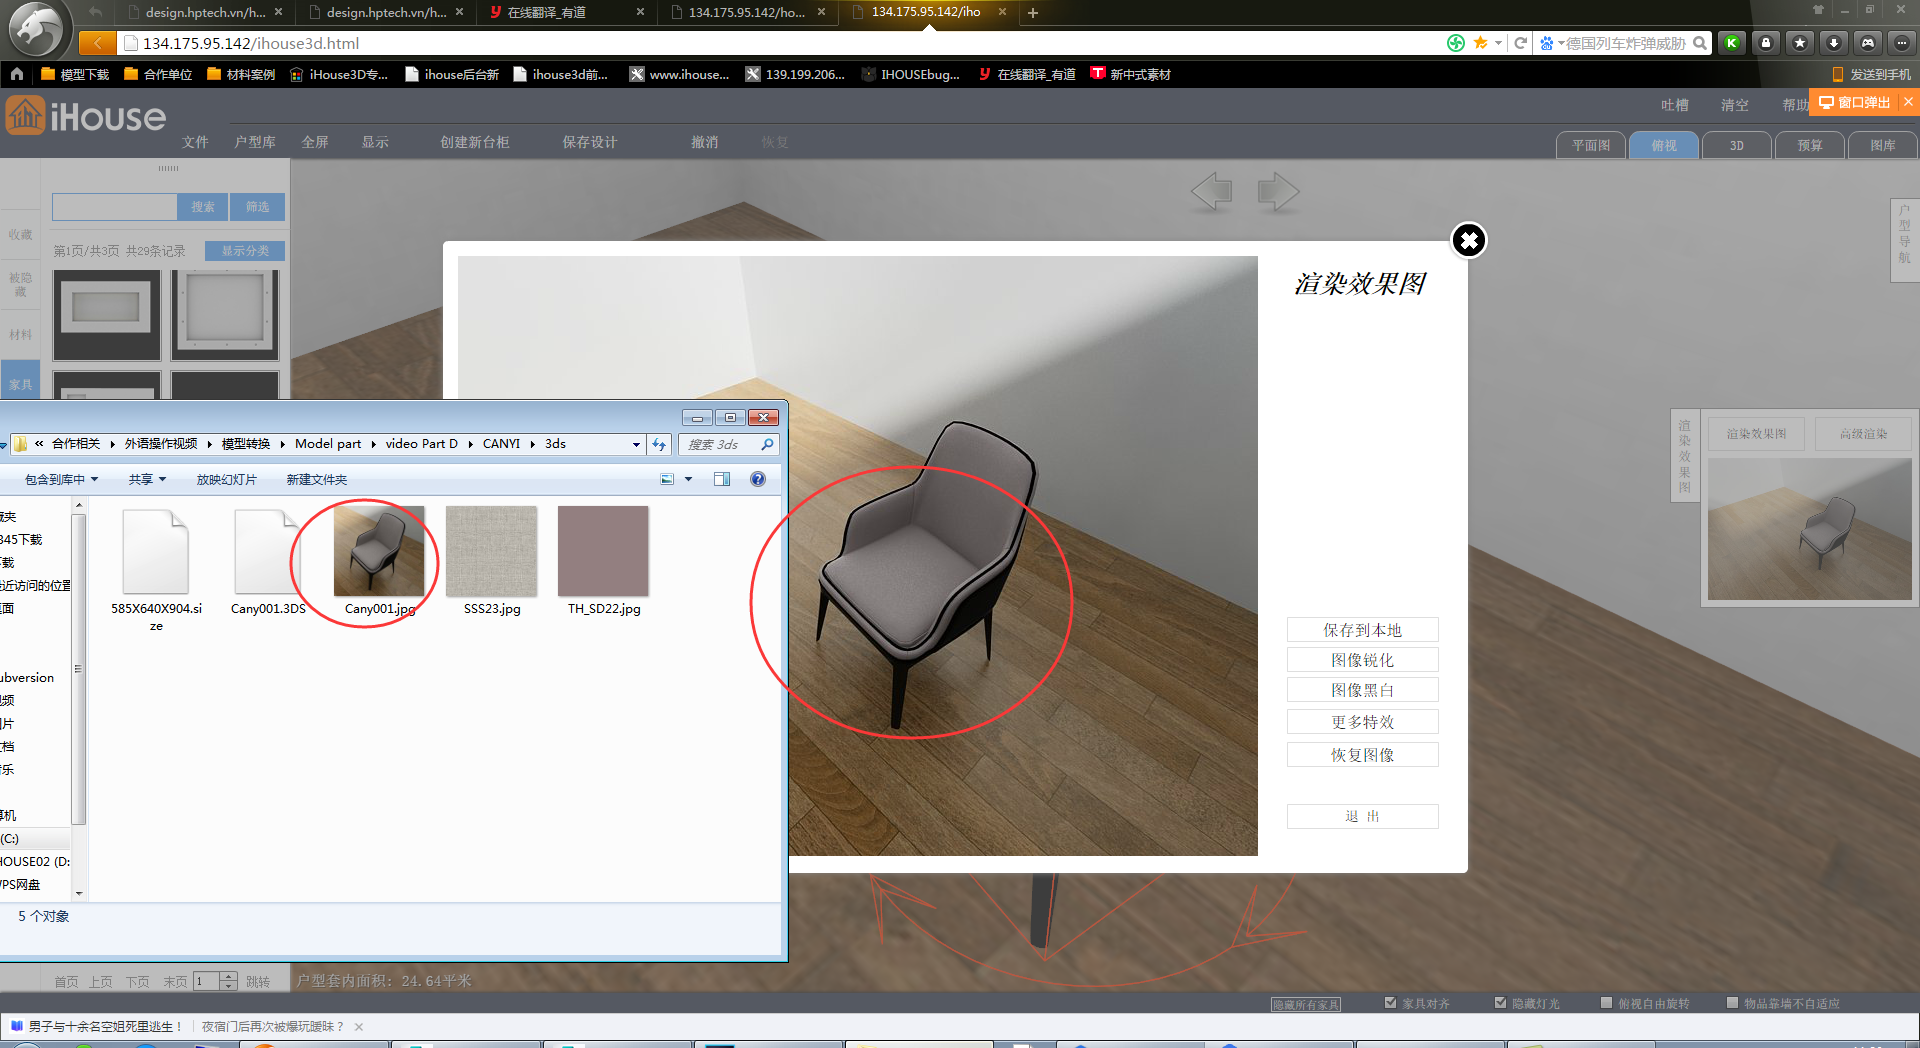 design.hptech.vn/h...
design.hptech.vn/h...
在线翻译_有道
134.175.95.142/ho...
134.175.95.142/iho
134.175.95.142/ihouse3d.html
德国列车炸弹威胁
模型下载
合作单位
材料案例
iHouse3D专...
ihouse后台新
ihouse3d前...
www.ihouse...
139.199.206...
IHOUSEbug...
在线翻译_有道
新中式素材
发送到手机
iHouse
吐槽
清空
帮助
窗口弹出
文件
户型库
全屏
显示
创建新台柜
保存设计
撤消
恢复
平面图
俯视
3D
预算
图库
搜索
筛选
收藏
第1页/共3页 共29条记录
显示分类
被隐藏
材料
家具
户型导航
渲染效果图
渲染效果图
渲染效果图
高级渲染
« 合作相关 ▸ 外语操作视频 ▸ 模型转换 ▸ Model part ▸ video Part D ▸ CANYI ▸ 3ds
搜索 3ds
包含到库中
共享
放映幻灯片
新建文件夹
345下载
近访问的位置
ubversion
(C:)
HOUSE02 (D:
WPS网盘
585X640X904.si
ze
Cany001.3DS
Cany001.jpg
SSS23.jpg
TH_SD22.jpg
5 个对象
保存到本地
图像锐化
图像黑白
更多特效
恢复图像
退 出
首页
上页
下页
末页
1
跳转
户型套内面积: 24.64平米
隐藏所有家具
家具对齐
隐藏灯光
俯视自由旋转
物品靠墙不自适应
男子与十余名空姐死里逃生！
夜宿门后再次被爆玩暧昧？